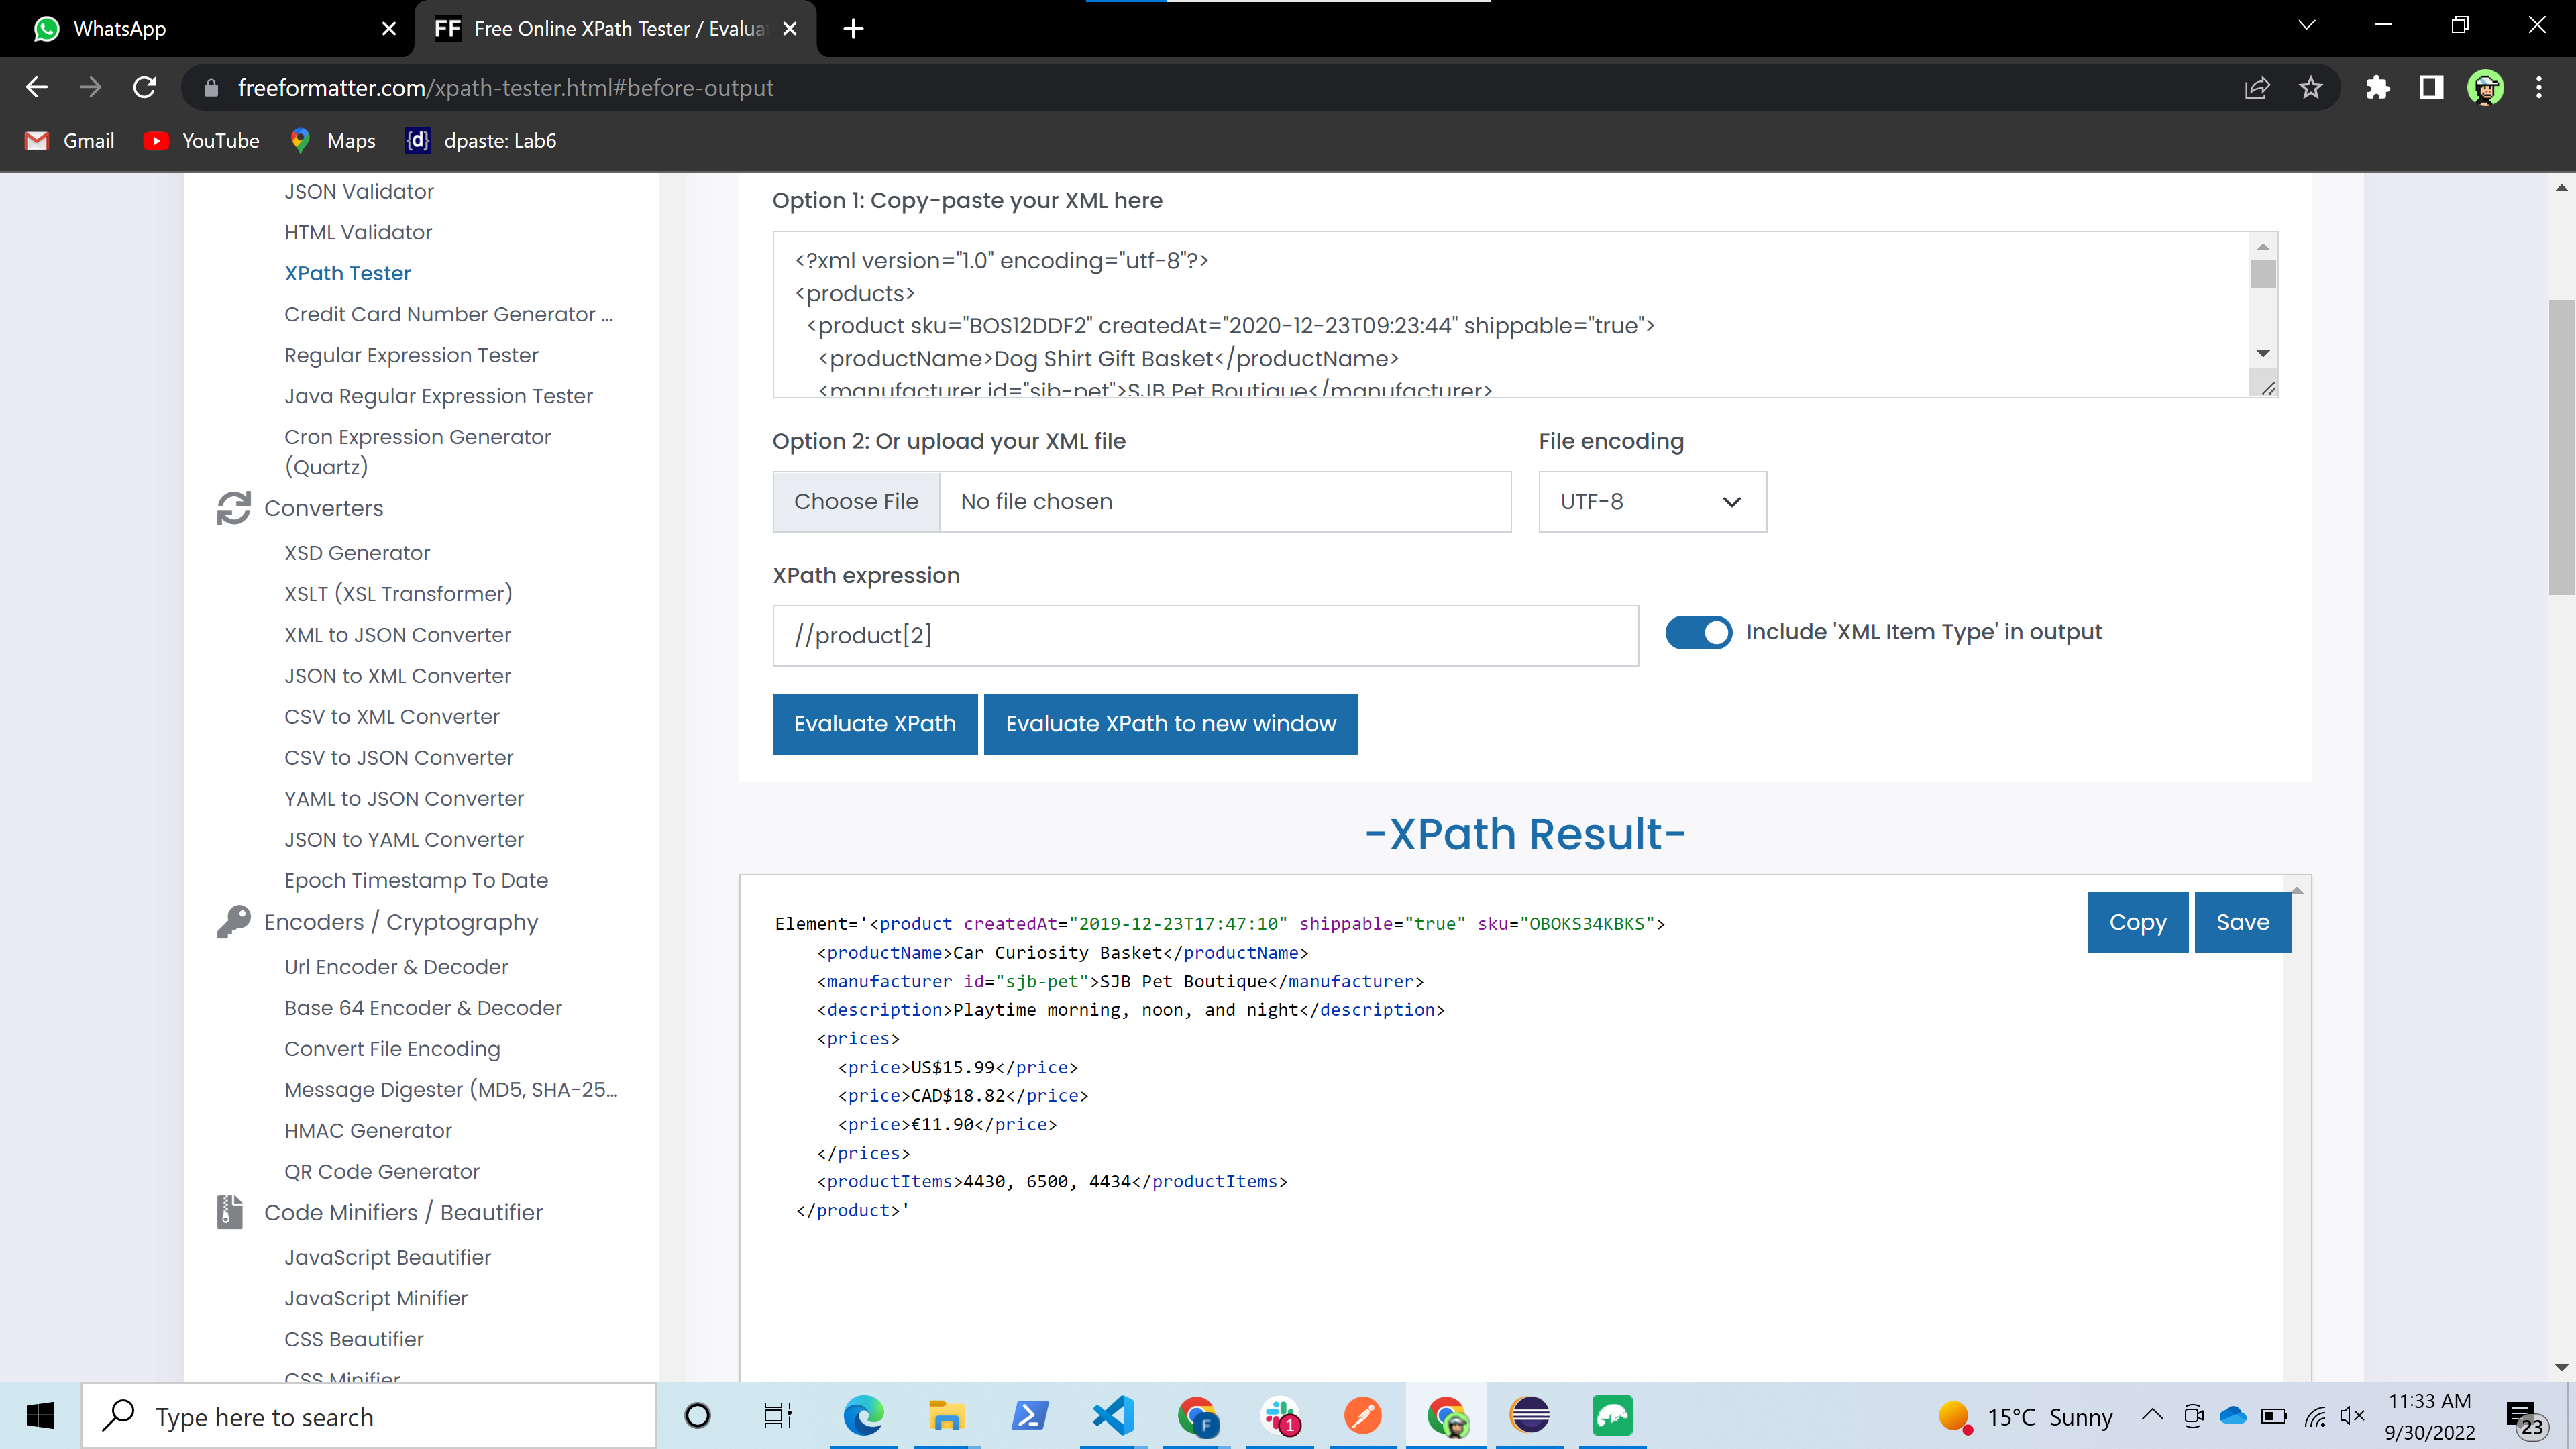 WhatsApp
FF Free Online XPath Tester / Evalua
freeformatter.com/xpath-tester.html#before-output
Gmail
YouTube
Maps
{d} dpaste: Lab6
JSON Validator
HTML Validator
XPath Tester
Credit Card Number Generator ...
Regular Expression Tester
Java Regular Expression Tester
Cron Expression Generator
(Quartz)
Converters
XSD Generator
XSLT (XSL Transformer)
XML to JSON Converter
JSON to XML Converter
CSV to XML Converter
CSV to JSON Converter
YAML to JSON Converter
JSON to YAML Converter
Epoch Timestamp To Date
Encoders / Cryptography
Url Encoder & Decoder
Base 64 Encoder & Decoder
Convert File Encoding
Message Digester (MD5, SHA-25...
HMAC Generator
QR Code Generator
Code Minifiers / Beautifier
JavaScript Beautifier
JavaScript Minifier
CSS Beautifier
CSS Minifier
Option 1: Copy-paste your XML here
<?xml version="1.0" encoding="utf-8"?>
<products>
<product sku="BOS12DDF2" createdAt="2020-12-23T09:23:44" shippable="true">
<productName>Dog Shirt Gift Basket</productName>
<manufacturer id="sjb-pet">SJB Pet Boutique</manufacturer>
Option 2: Or upload your XML file
File encoding
Choose File No file chosen
UTF-8
XPath expression
//product[2]
Include 'XML Item Type' in output
Evaluate XPath
Evaluate XPath to new window
-XPath Result-
Copy
Save
Element='<product createdAt="2019-12-23T17:47:10" shippable="true" sku="OBOKS34KBKS">
<productName>Car Curiosity Basket</productName>
<manufacturer id="sjb-pet">SJB Pet Boutique</manufacturer>
<description>Playtime morning, noon, and night</description>
<prices>
<price>US$15.99</price>
<price>CAD$18.82</price>
<price>€11.90</price>
</prices>
<productItems>4430, 6500, 4434</productItems>
</product>'
Type here to search
F
1
15°C Sunny
11:33 AM
9/30/2022
23